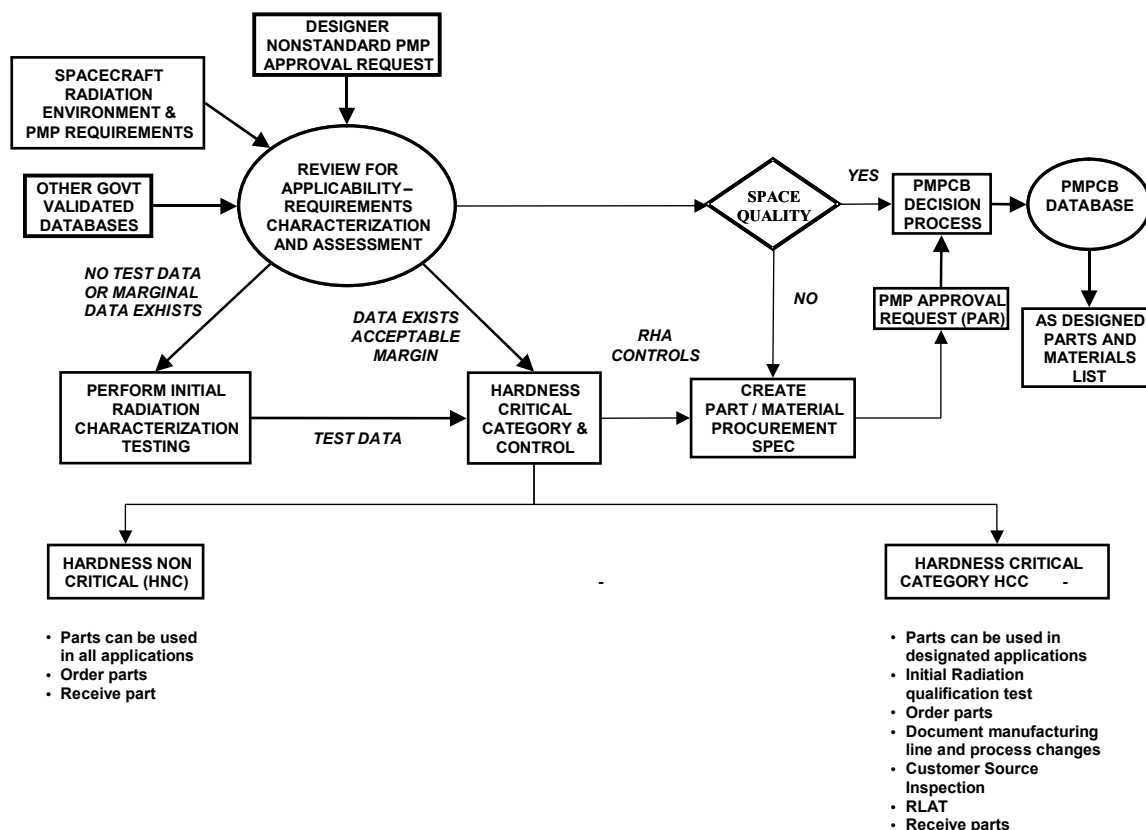 DESIGNER
NONSTANDARD PMP
APPROVAL REQUEST
SPACECRAFT
RADIATION
ENVIRONMENT &
PMP REQUIREMENTS
OTHER GOVT
VALIDATED
DATABASES
REVIEW FOR
APPLICABILITY–
REQUIREMENTS
CHARACTERIZATION
AND ASSESSMENT
SPACE
QUALITY
YES
PMPCB
DECISION
PROCESS
PMPCB
DATABASE
NO TEST DATA
OR MARGINAL
DATA EXHISTS
DATA EXISTS
ACCEPTABLE
MARGIN
RHA
CONTROLS
NO
PMP APPROVAL
REQUEST (PAR)
AS DESIGNED
PARTS AND
MATERIALS
LIST
PERFORM INITIAL
RADIATION
CHARACTERIZATION
TESTING
TEST DATA
HARDNESS
CRITICAL
CATEGORY &
CONTROL
CREATE
PART / MATERIAL
PROCUREMENT
SPEC
HARDNESS NON
CRITICAL (HNC)
-
HARDNESS CRITICAL
CATEGORY HCC -
• Parts can be used
in all applications
• Order parts
• Receive part
• Parts can be used in
designated applications
• Initial Radiation
qualification test
• Order parts
• Document manufacturing
line and process changes
• Customer Source
Inspection
• RLAT
• Receive parts